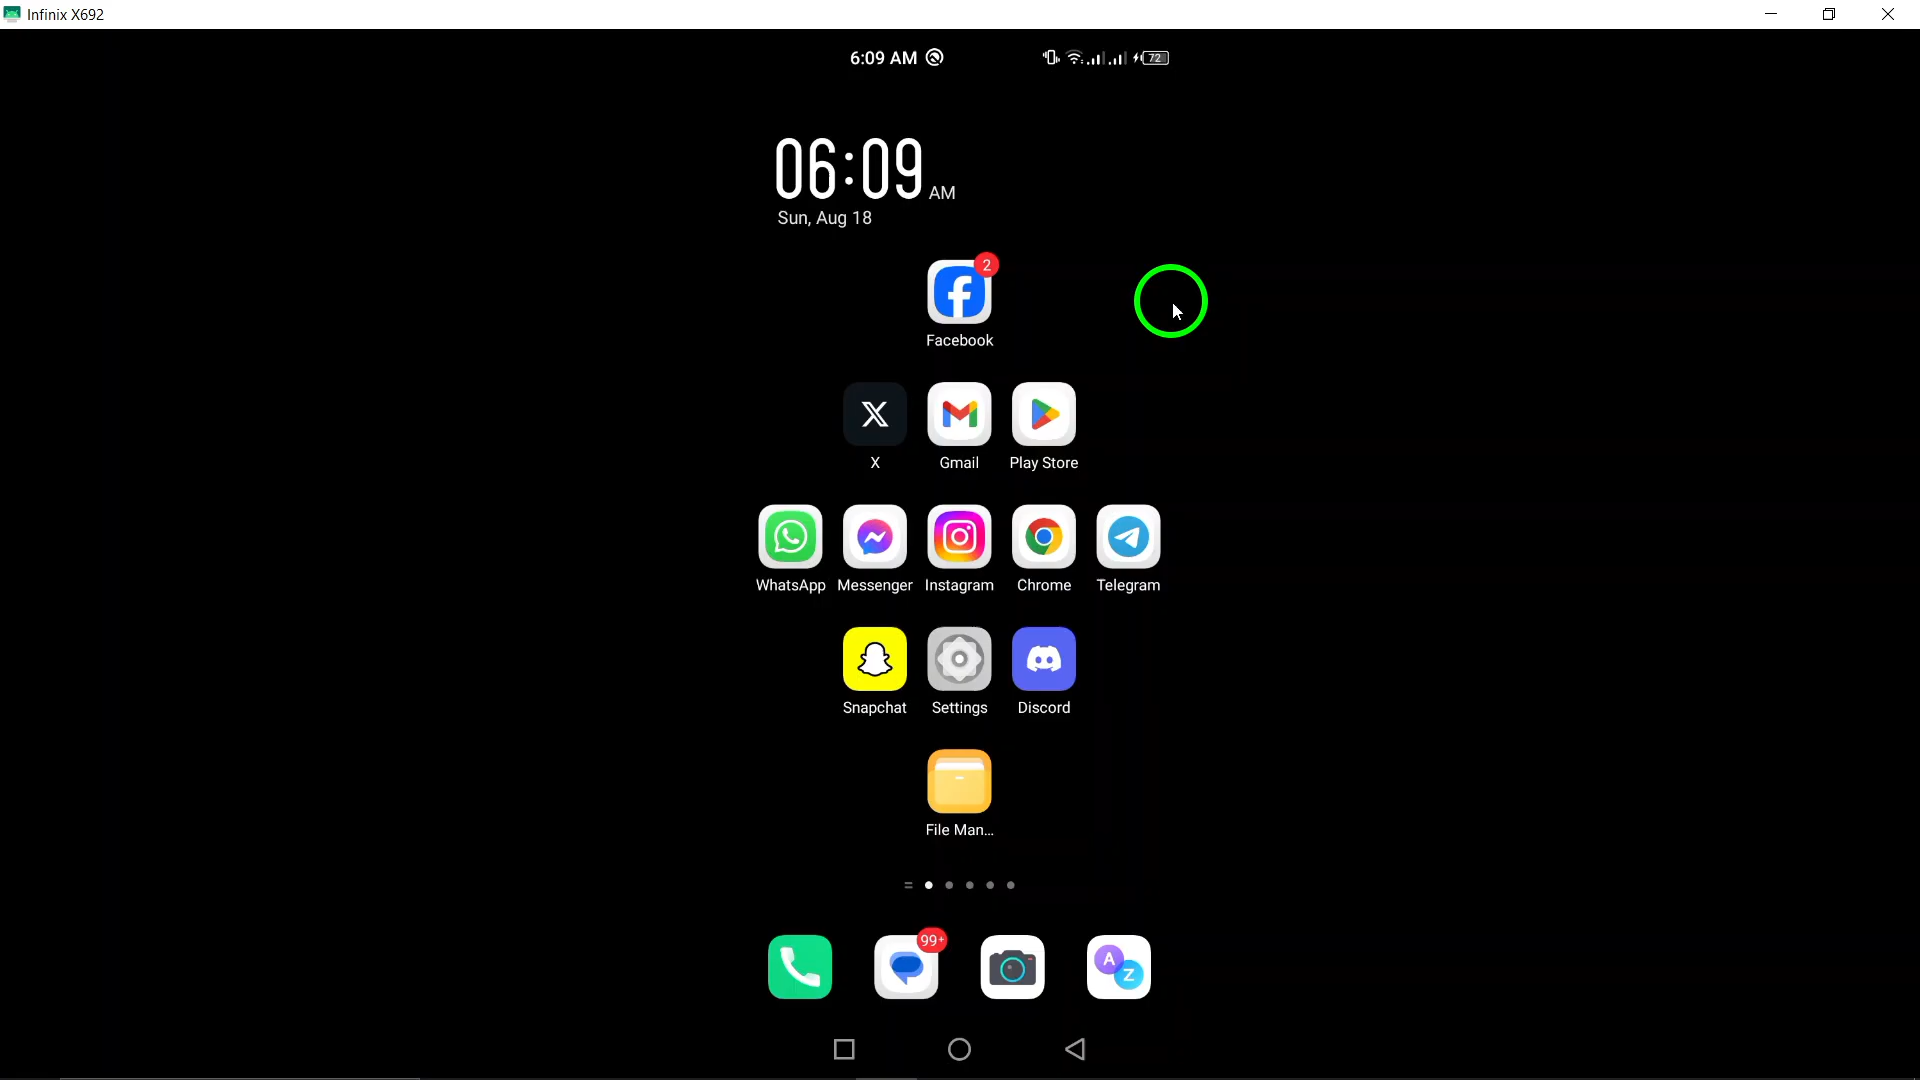 Infinix X692
6:09 AM
72
06:09 AM
Sun, Aug 18
2
Facebook
X Gmail Play Store
WhatsApp Messenger Instagram Chrome Telegram
Snapchat Settings Discord
File Man...
99+
A
Z